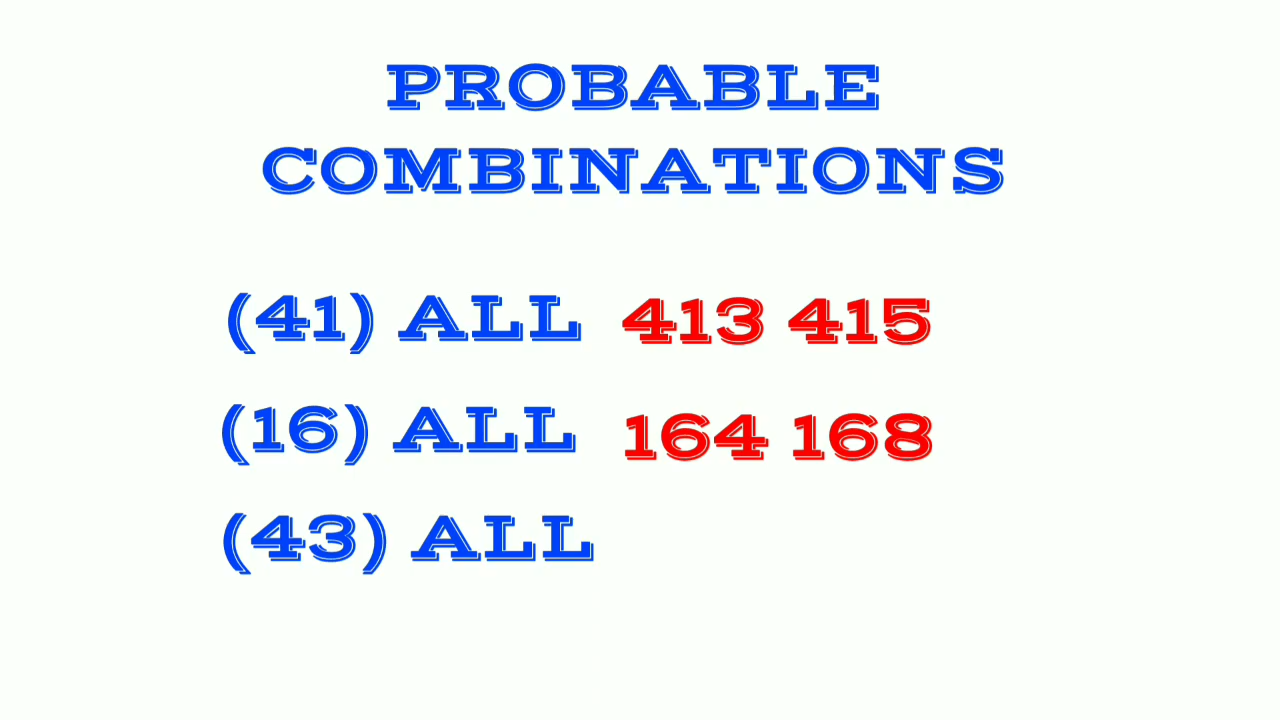 PROBABLE
COMBINATIONS
(41) ALL 413 415
(16) ALL 164 168
(43) ALL